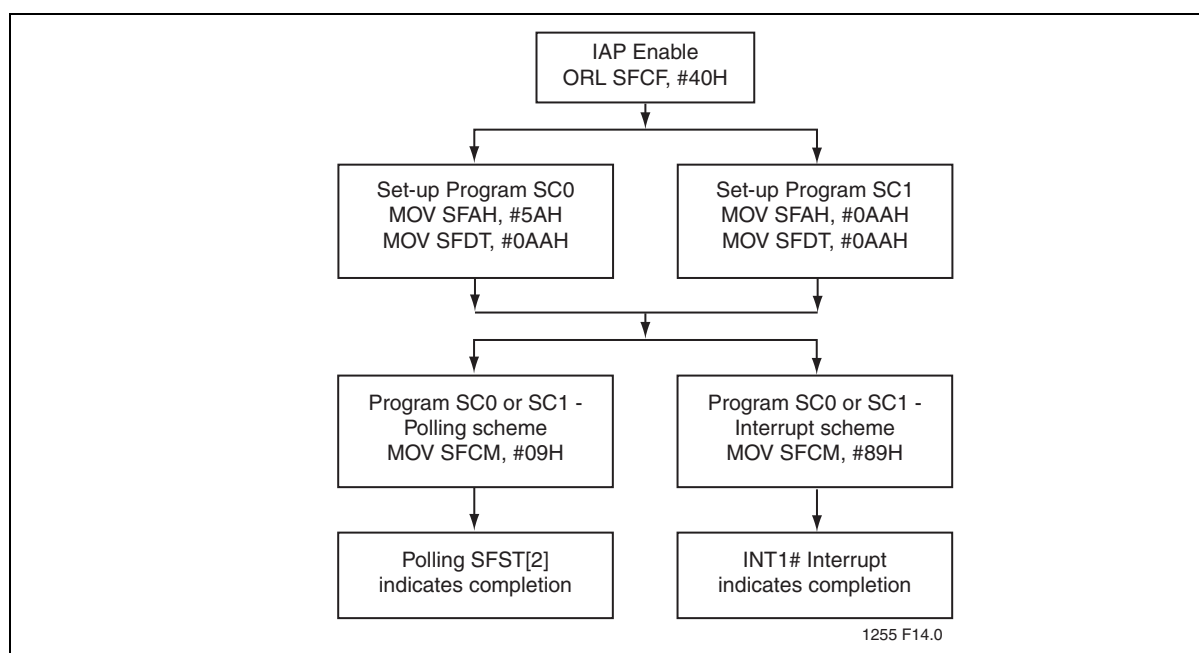 IAP Enable
ORL SFCF, #40H
Set-up Program SC0
MOV SFAH, #5AH
MOV SFDT, #0AAH
Set-up Program SC1
MOV SFAH, #0AAH
MOV SFDT, #0AAH
Program SC0 or SC1 -
Polling scheme
MOV SFCM, #09H
Program SC0 or SC1 -
Interrupt scheme
MOV SFCM, #89H
Polling SFST[2]
indicates completion
INT1# Interrupt
indicates completion
1255 F14.0